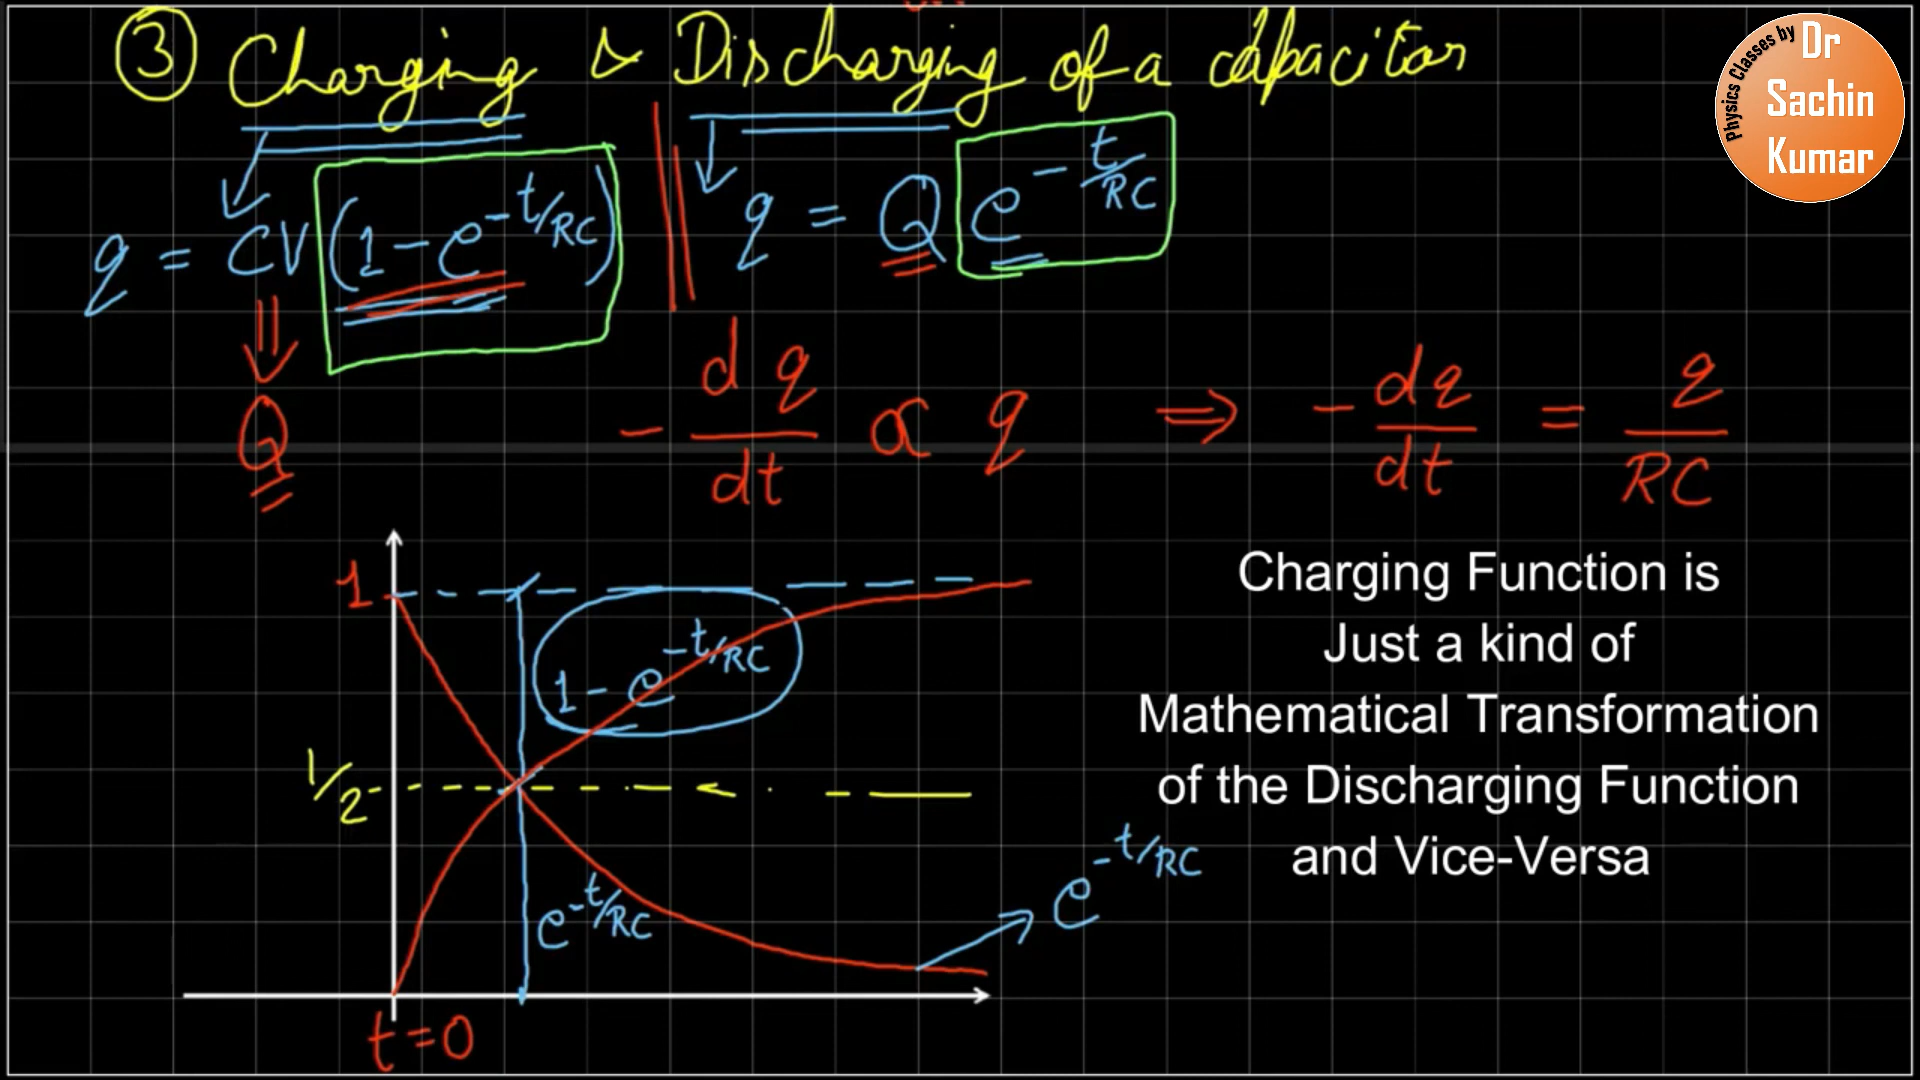 ③ Charging & Discharging of a capacitor
Physics Classes by
Dr
Sachin
Kumar
q = CV(1 - e^{-t/RC})
q = Q e^{-t/RC}
Q
- dq/dt ∝ q ⇒ - dq/dt = q/RC
1
1 - e^{-t/RC}
1/2
e^{-t/RC}
e^{-t/RC}
t = 0
Charging Function is
Just a kind of
Mathematical Transformation
of the Discharging Function
and Vice-Versa